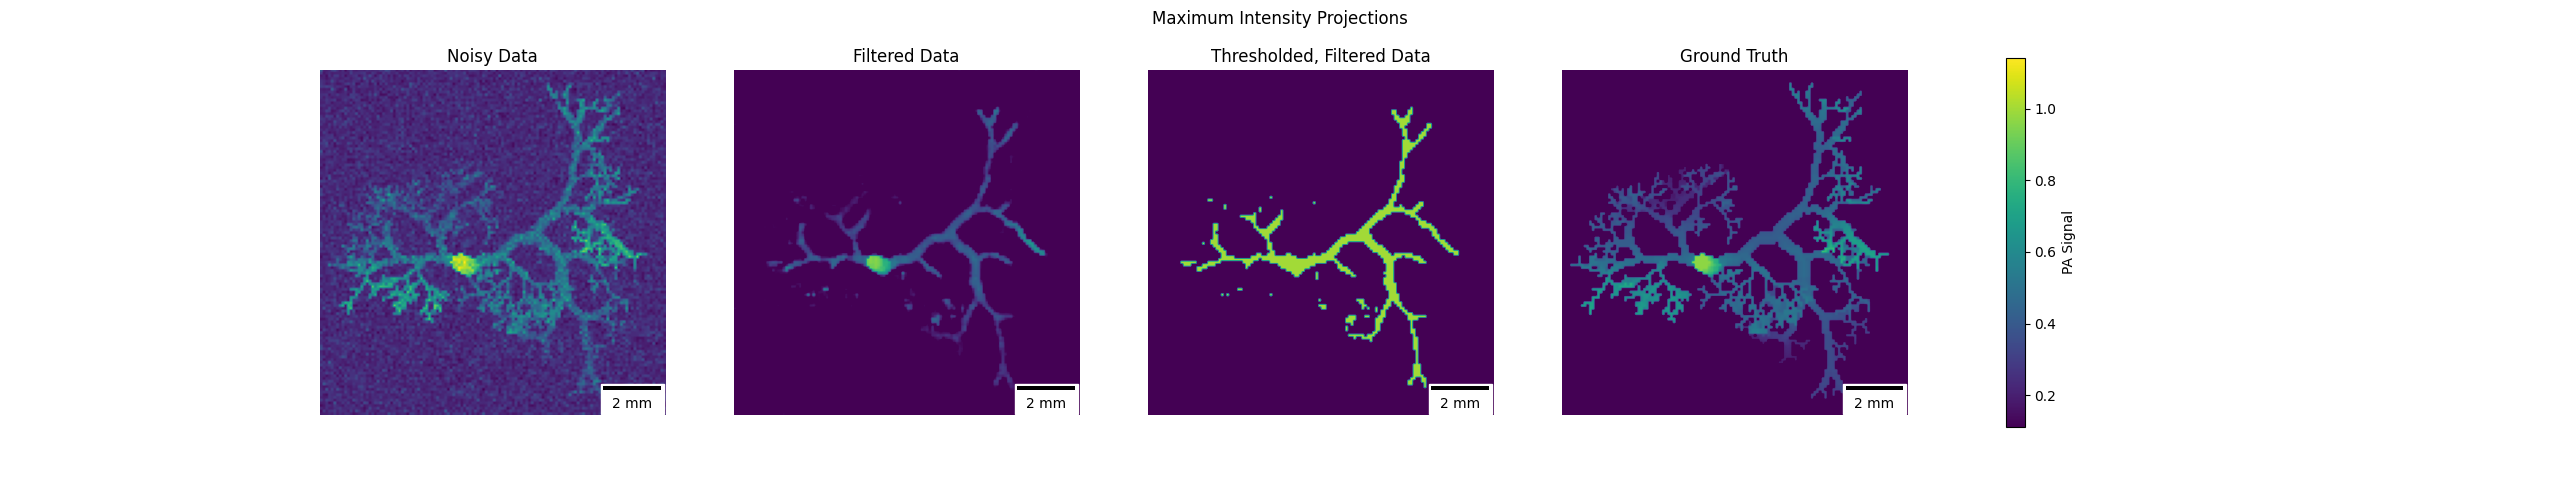 Maximum Intensity Projections
Noisy Data
Filtered Data
Thresholded, Filtered Data
Ground Truth
2 mm
2 mm
2 mm
2 mm
1.0
0.8
0.6
0.4
0.2
PA Signal